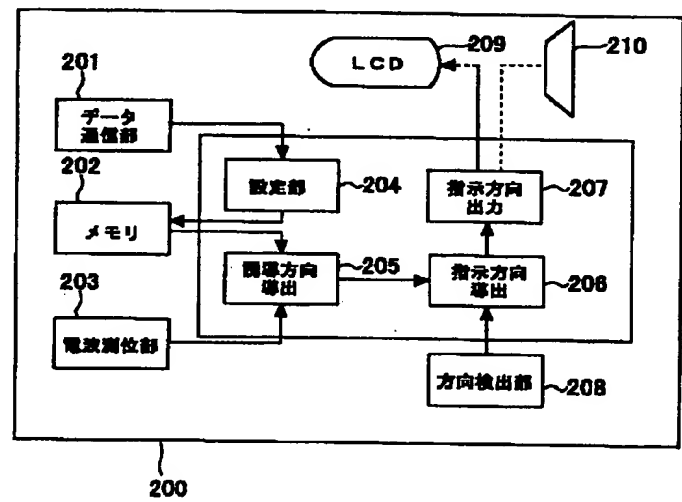 209
210
LCD
201
データ
通信部
202
設定部
204
指示方向
出力
207
メモリ
203
誘導方向
導出
205
指示方向
導出
206
電波測位部
方向検出部
208
200